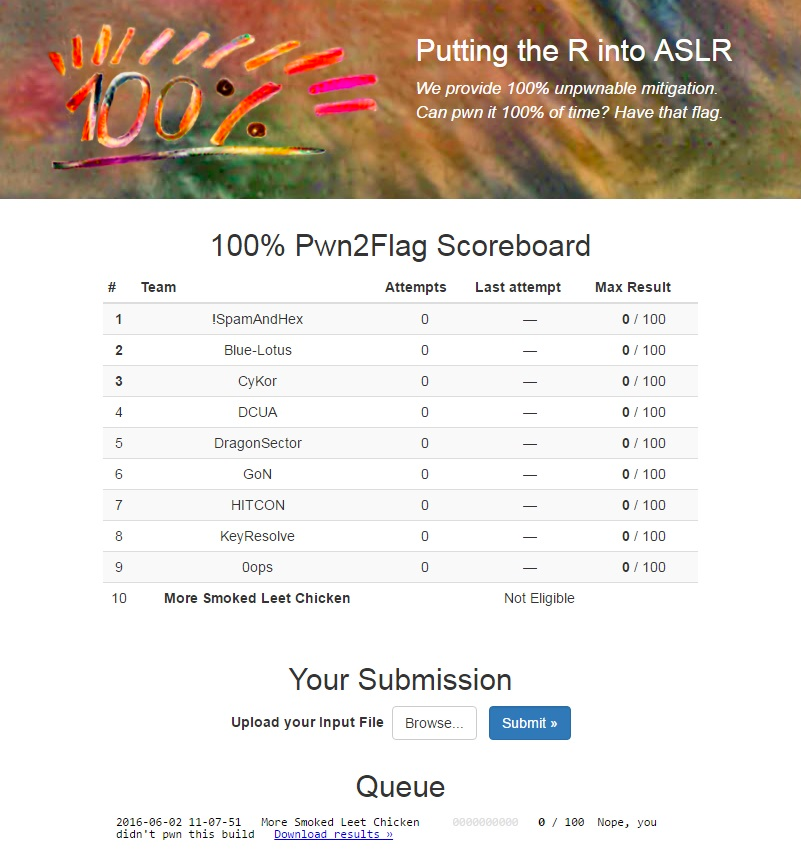 100%
Putting the R into ASLR
We provide 100% unpwnable mitigation.
Can pwn it 100% of time? Have that flag.
100% Pwn2Flag Scoreboard
# Team Attempts Last attempt Max Result
1 !SpamAndHex 0 — 0 / 100
2 Blue-Lotus 0 — 0 / 100
3 CyKor 0 — 0 / 100
4 DCUA 0 — 0 / 100
5 DragonSector 0 — 0 / 100
6 GoN 0 — 0 / 100
7 HITCON 0 — 0 / 100
8 KeyResolve 0 — 0 / 100
9 0ops 0 — 0 / 100
10 More Smoked Leet Chicken Not Eligible
Your Submission
Upload your Input File Browse... Submit »
Queue
2016-06-02 11-07-51 More Smoked Leet Chicken 0000000000 0 / 100 Nope, you
didn't pwn this build Download results »